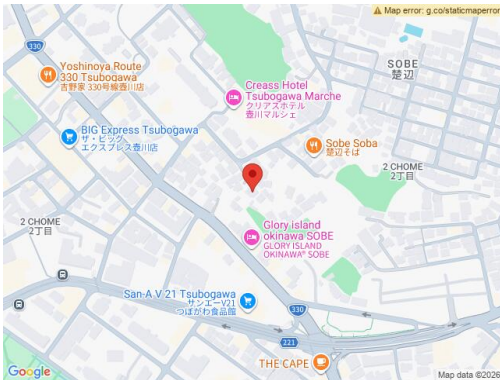 Map error: g.co/staticmaperror
330
SOBE
楚辺
Yoshinoya Route
330 Tsubogawa
吉野家 330号線壺川店
Creass Hotel
Tsubogawa Marche
クリアスホテル
壺川マルシェ
BIG Express Tsubogawa
ザ・ビッグ
エクスプレス壺川店
Sobe Soba
楚辺そば
2 CHOME
2丁目
2 CHOME
2丁目
Glory island
okinawa SOBE
GLORY ISLAND
OKINAWA® SOBE
San-A V 21 Tsubogawa
サンエーV21
つぼがわ食品館
330
221
THE CAPE
Google
Map data ©2026